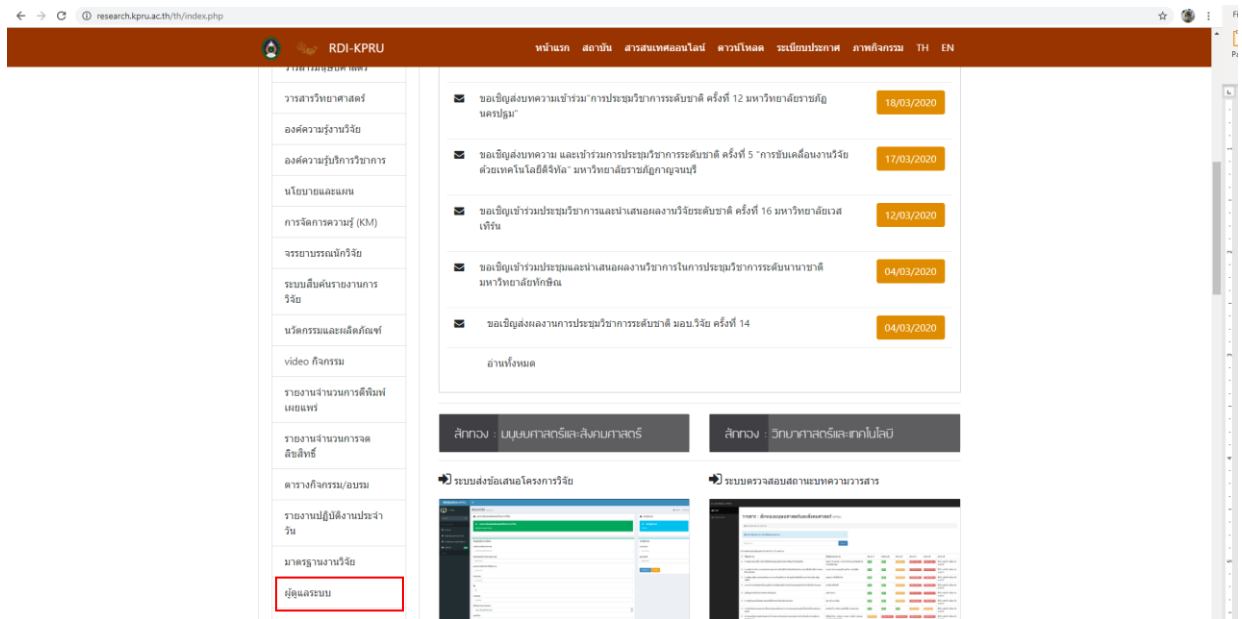 research.kpru.ac.th/th/index.php
Fi
Pa
RDI-KPRU
หน้าแรก สถาบัน สารสนเทศออนไลน์ ดาวน์โหลด ระเบียบประกาศ ภาพกิจกรรม TH EN
วารสารวิทยาศาสตร์
องค์ความรู้งานวิจัย
องค์ความรู้บริการวิชาการ
นโยบายและแผน
การจัดการความรู้ (KM)
จรรยาบรรณนักวิจัย
ระบบสืบค้นรายงานการ
วิจัย
นวัตกรรมและผลิตภัณฑ์
video กิจกรรม
รายงานจำนวนการตีพิมพ์
เผยแพร่
รายงานจำนวนการจด
ลิขสิทธิ์
ตารางกิจกรรม/อบรม
รายงานปฏิบัติงานประจำ
วัน
มาตรฐานงานวิจัย
ผู้ดูแลระบบ
ขอเชิญส่งบทความเข้าร่วม"การประชุมวิชาการระดับชาติ ครั้งที่ 12 มหาวิทยาลัยราชภัฏ
นครปฐม"
18/03/2020
ขอเชิญส่งบทความ และเข้าร่วมการประชุมวิชาการระดับชาติ ครั้งที่ 5 "การขับเคลื่อนงานวิจัย
ด้วยเทคโนโลยีดิจิทัล" มหาวิทยาลัยราชภัฏกาญจนบุรี
17/03/2020
ขอเชิญเข้าร่วมประชุมวิชาการและนำเสนอผลงานวิจัยระดับชาติ ครั้งที่ 16 มหาวิทยาลัยเวส
เทิร์น
12/03/2020
ขอเชิญเข้าร่วมประชุมและนำเสนอผลงานวิชาการในการประชุมวิชาการระดับนานาชาติ
มหาวิทยาลัยทักษิณ
04/03/2020
ขอเชิญส่งผลงานการประชุมวิชาการระดับชาติ มอบ.วิจัย ครั้งที่ 14
04/03/2020
อ่านทั้งหมด
สักทอง : มนุษยศาสตร์และสังคมศาสตร์
สักทอง : วิทยาศาสตร์และเทคโนโลยี
ระบบส่งข้อเสนอโครงการวิจัย
ระบบตรวจสอบสถานะบทความวารสาร